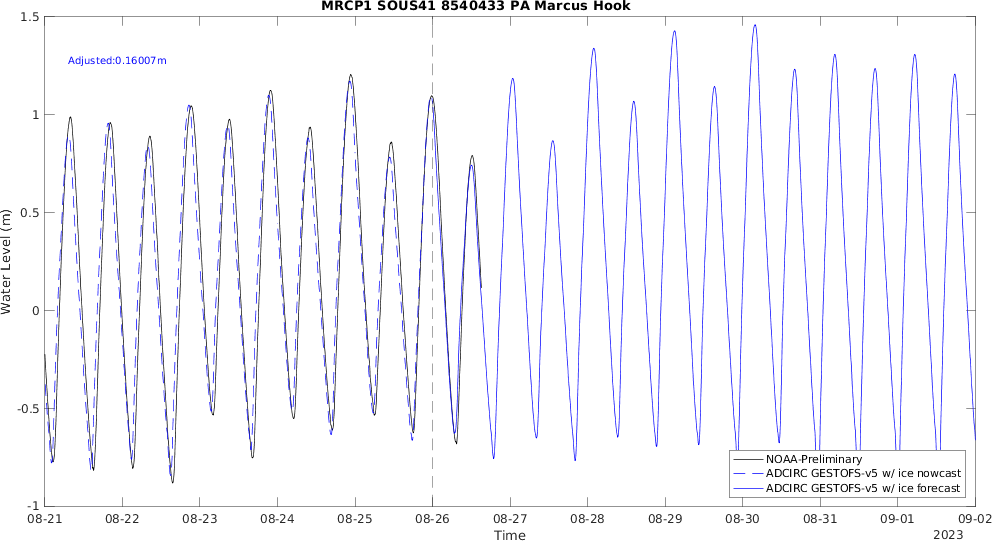 MRCP1 SOUS41 8540433 PA Marcus Hook
Adjusted:0.16007m
1.5
1
0.5
0
-0.5
-1
Water Level (m)
NOAA-Preliminary
ADCIRC GESTOFS-v5 w/ ice nowcast
ADCIRC GESTOFS-v5 w/ ice forecast
08-21 08-22 08-23 08-24 08-25 08-26 08-27 08-28 08-29 08-30 08-31 09-01 09-02
Time
2023